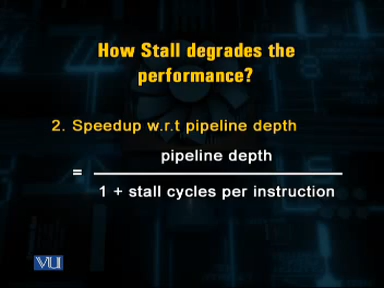 How Stall degrades the
performance?
2. Speedup w.r.t pipeline depth
pipeline depth
=
1 + stall cycles per instruction
VU